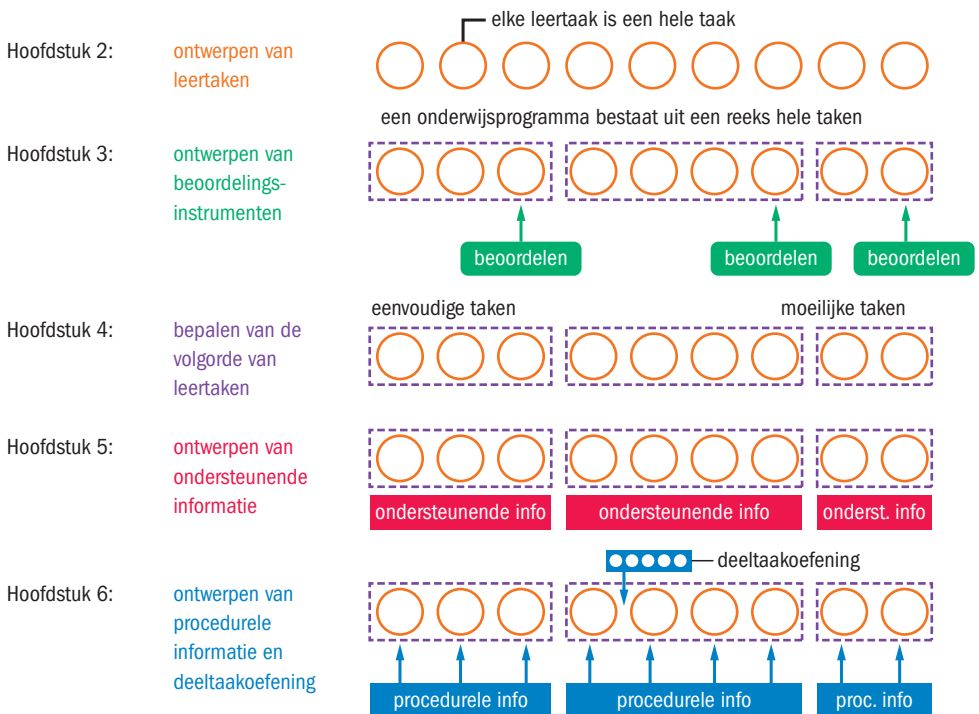 elke leertaak is een hele taak
Hoofdstuk 2:
ontwerpen van
leertaken
een onderwijsprogramma bestaat uit een reeks hele taken
Hoofdstuk 3:
ontwerpen van
beoordelings-
instrumenten
beoordelen
beoordelen
beoordelen
eenvoudige taken
moeilijke taken
Hoofdstuk 4:
bepalen van de
volgorde van
leertaken
Hoofdstuk 5:
ontwerpen van
ondersteunende
informatie
ondersteunende info
ondersteunende info
onderst. info
deeltaakoefening
Hoofdstuk 6:
ontwerpen van
procedurele
informatie en
deeltaakoefening
procedurele info
procedurele info
proc. info